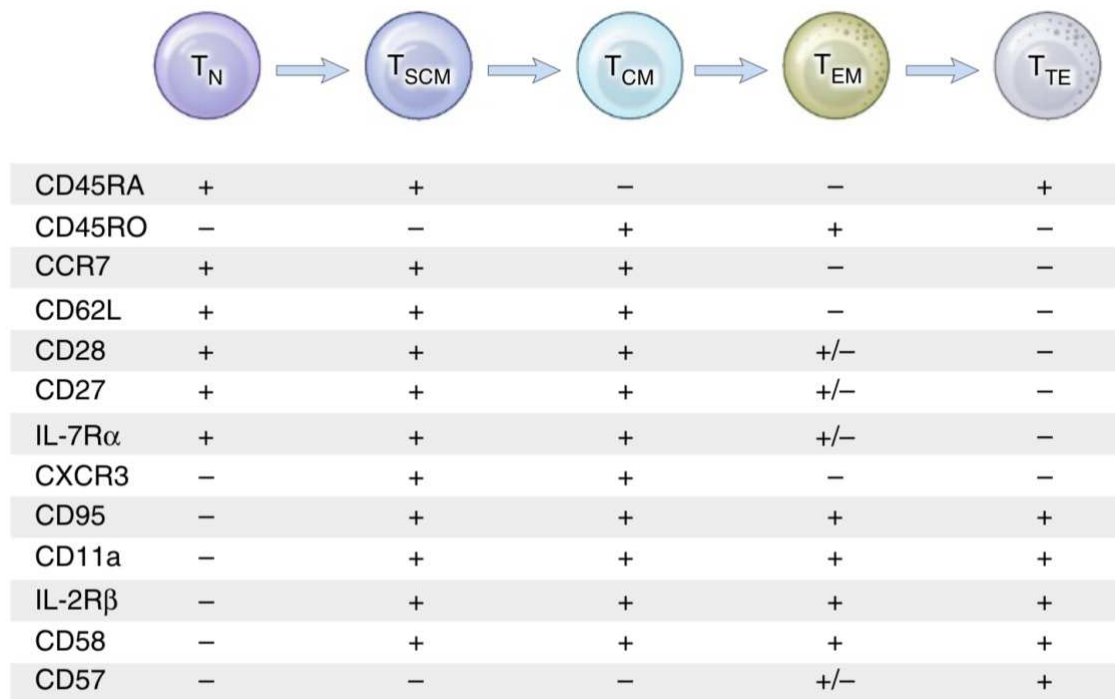 TN TSCM TCM TEM TTE
CD45RA + + – – +
CD45RO – – + + –
CCR7 + + + – –
CD62L + + + – –
CD28 + + + +/– –
CD27 + + + +/– –
IL-7Rα + + + +/– –
CXCR3 – + + – –
CD95 – + + + +
CD11a – + + + +
IL-2Rβ – + + + +
CD58 – + + + +
CD57 – – – +/– +